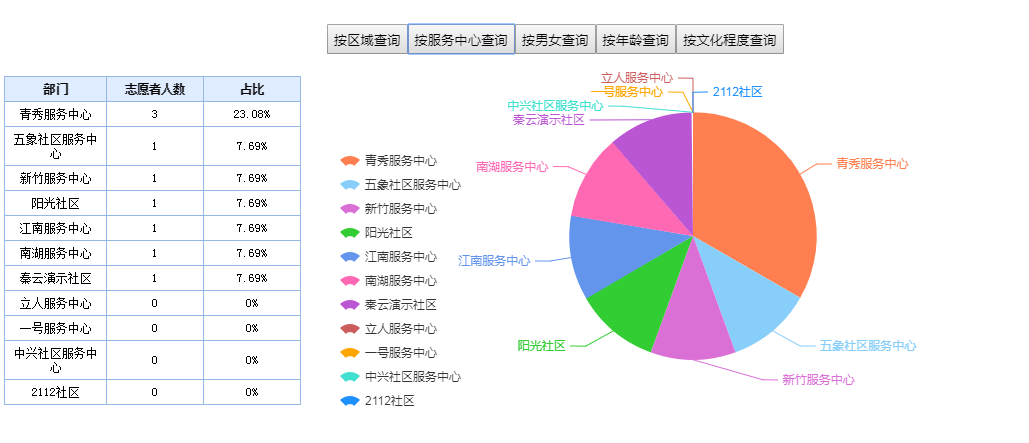 按区域查询 按服务中心查询 按男女查询 按年龄查询 按文化程度查询
部门 志愿者人数 占比
青秀服务中心 3 23.08%
五象社区服务中
心 1 7.69%
新竹服务中心 1 7.69%
阳光社区 1 7.69%
江南服务中心 1 7.69%
南湖服务中心 1 7.69%
秦云演示社区 1 7.69%
立人服务中心 0 0%
一号服务中心 0 0%
中兴社区服务中
心 0 0%
2112社区 0 0%
青秀服务中心
五象社区服务中心
新竹服务中心
阳光社区
江南服务中心
南湖服务中心
秦云演示社区
立人服务中心
一号服务中心
中兴社区服务中心
2112社区
立人服务中心
一号服务中心
2112社区
中兴社区服务中心
秦云演示社区
南湖服务中心
青秀服务中心
江南服务中心
阳光社区
五象社区服务中心
新竹服务中心